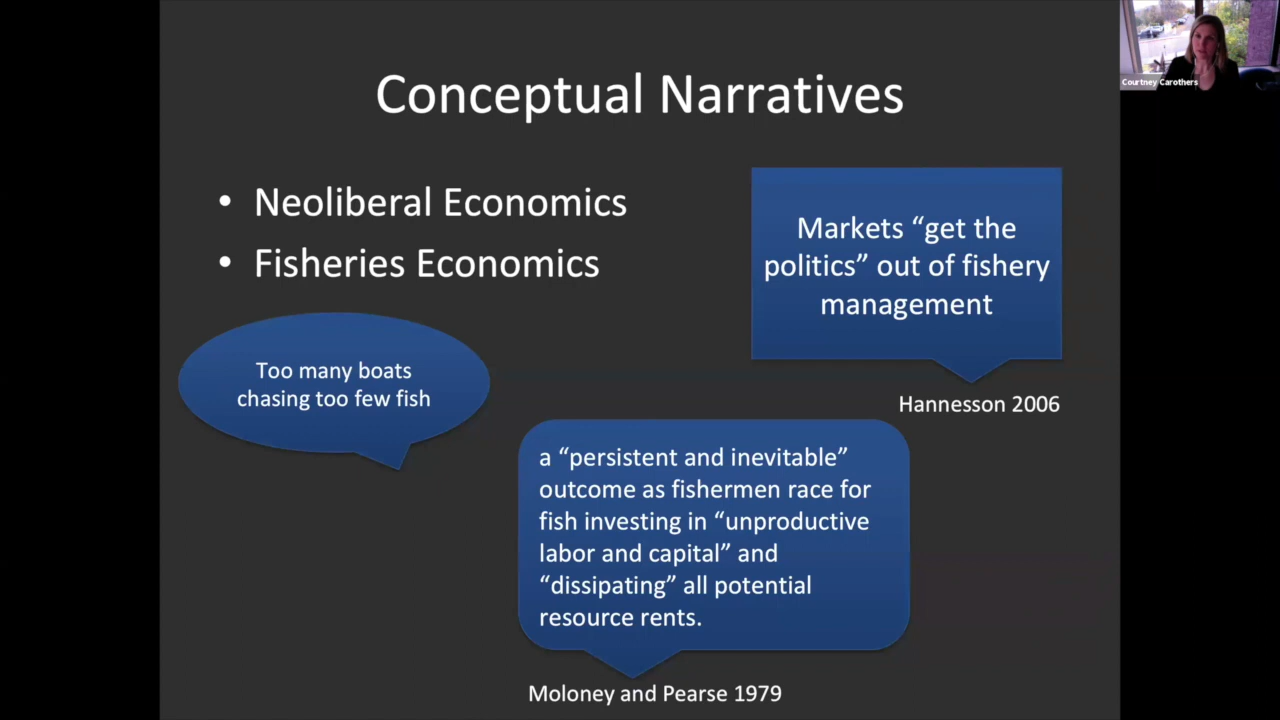 Conceptual Narratives
• Neoliberal Economics
• Fisheries Economics
Markets “get the
politics” out of fishery
management
Hannesson 2006
Too many boats
chasing too few fish
a “persistent and inevitable”
outcome as fishermen race for
fish investing in “unproductive
labor and capital” and
“dissipating” all potential
resource rents.
Moloney and Pearse 1979
Courtney Carothers